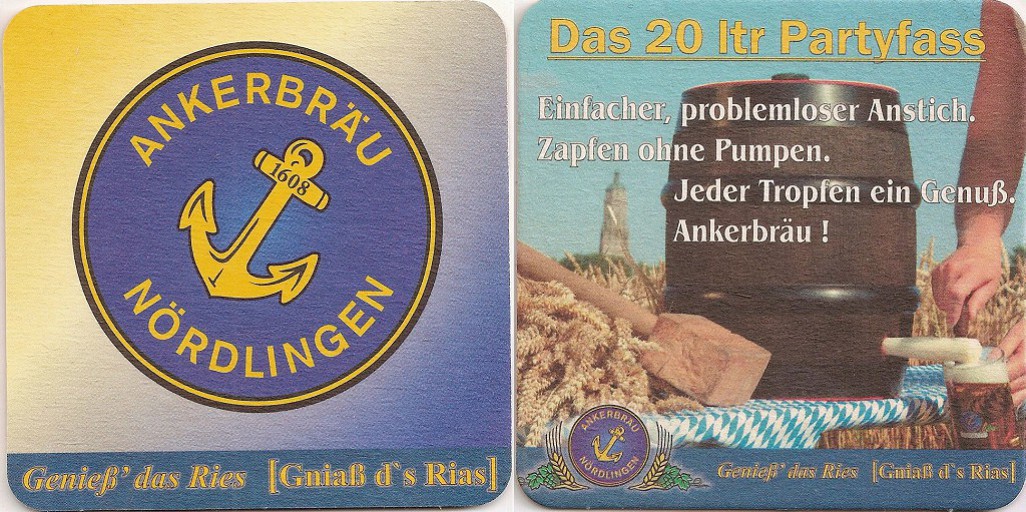 ANKERBRÄU
1608
NÖRDLINGEN
Genieß' das Ries [Gniaß d`s Rias]
Das 20 ltr Partyfass
Einfacher, problemloser Anstich.
Zapfen ohne Pumpen.
Jeder Tropfen ein Genuß.
Ankerbräu !
ANKERBRÄU
NÖRDLINGEN
Genieß' das Ries [Gniaß d`s Rias]